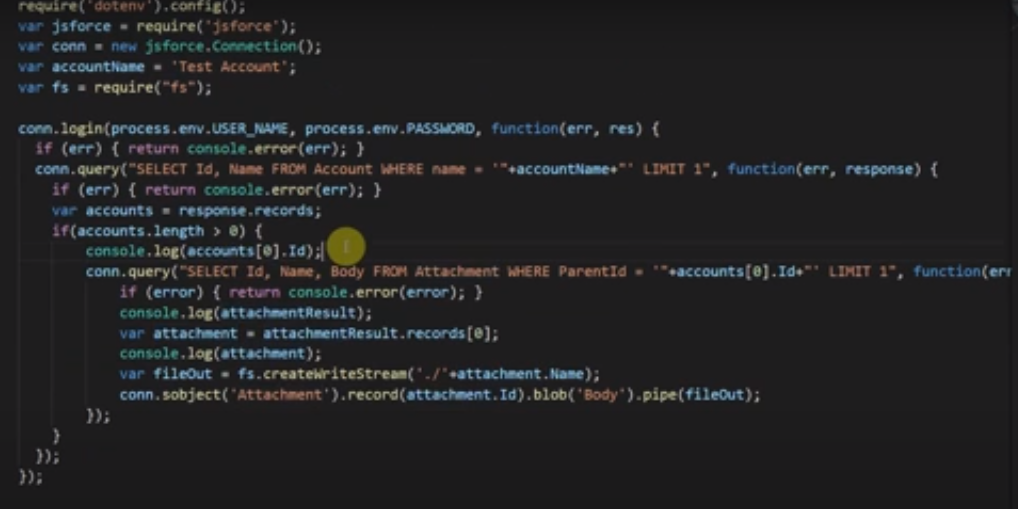 require('dotenv').config();
var jsforce = require('jsforce');
var conn = new jsforce.Connection();
var accountName = 'Test Account';
var fs = require("fs");
conn.login(process.env.USER_NAME, process.env.PASSWORD, function(err, res) {
if (err) { return console.error(err); }
conn.query("SELECT Id, Name FROM Account WHERE name = '"+accountName+"' LIMIT 1", function(err, response) {
if (err) { return console.error(err); }
var accounts = response.records;
if(accounts.length > 0) {
console.log(accounts[0].Id);
conn.query("SELECT Id, Name, Body FROM Attachment WHERE ParentId = '"+accounts[0].Id+"' LIMIT 1", function(err
if (error) { return console.error(error); }
console.log(attachmentResult);
var attachment = attachmentResult.records[0];
console.log(attachment);
var fileOut = fs.createWriteStream('./'+attachment.Name);
conn.sobject('Attachment').record(attachment.Id).blob('Body').pipe(fileOut);
});
}
});
});